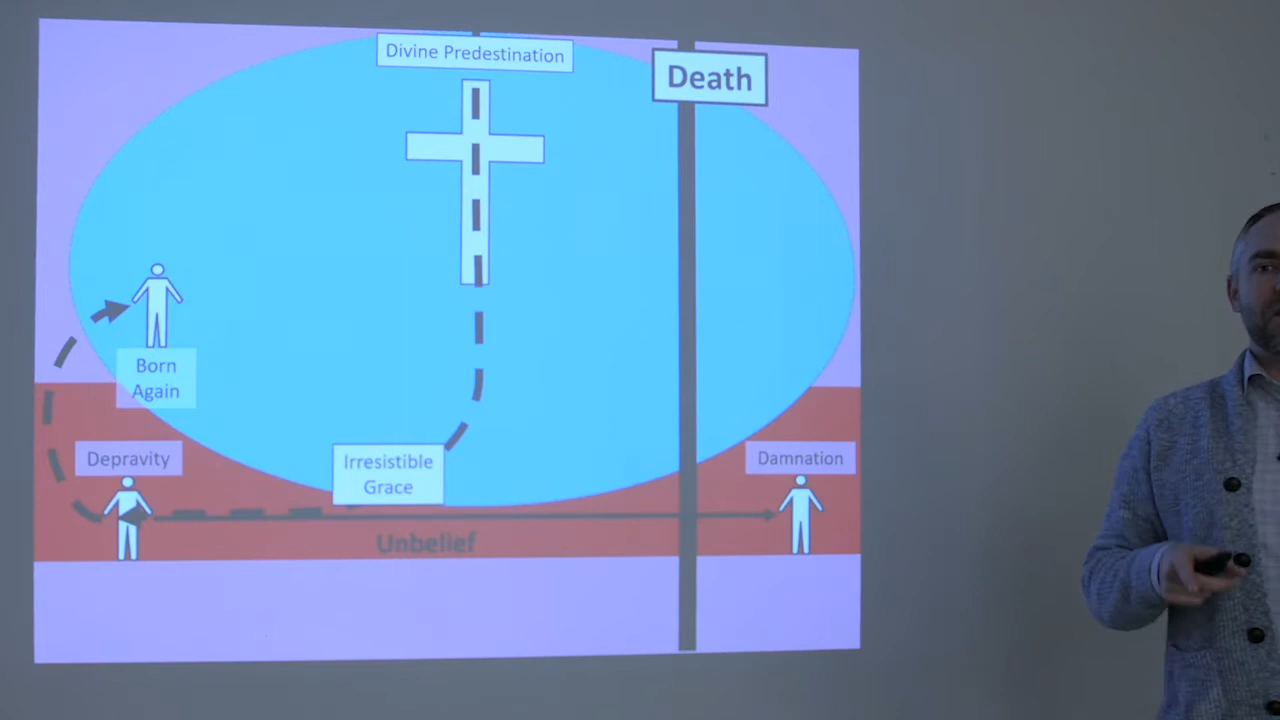 Divine Predestination
Death
Born
Again
Depravity
Irresistible
Grace
Damnation
Unbelief